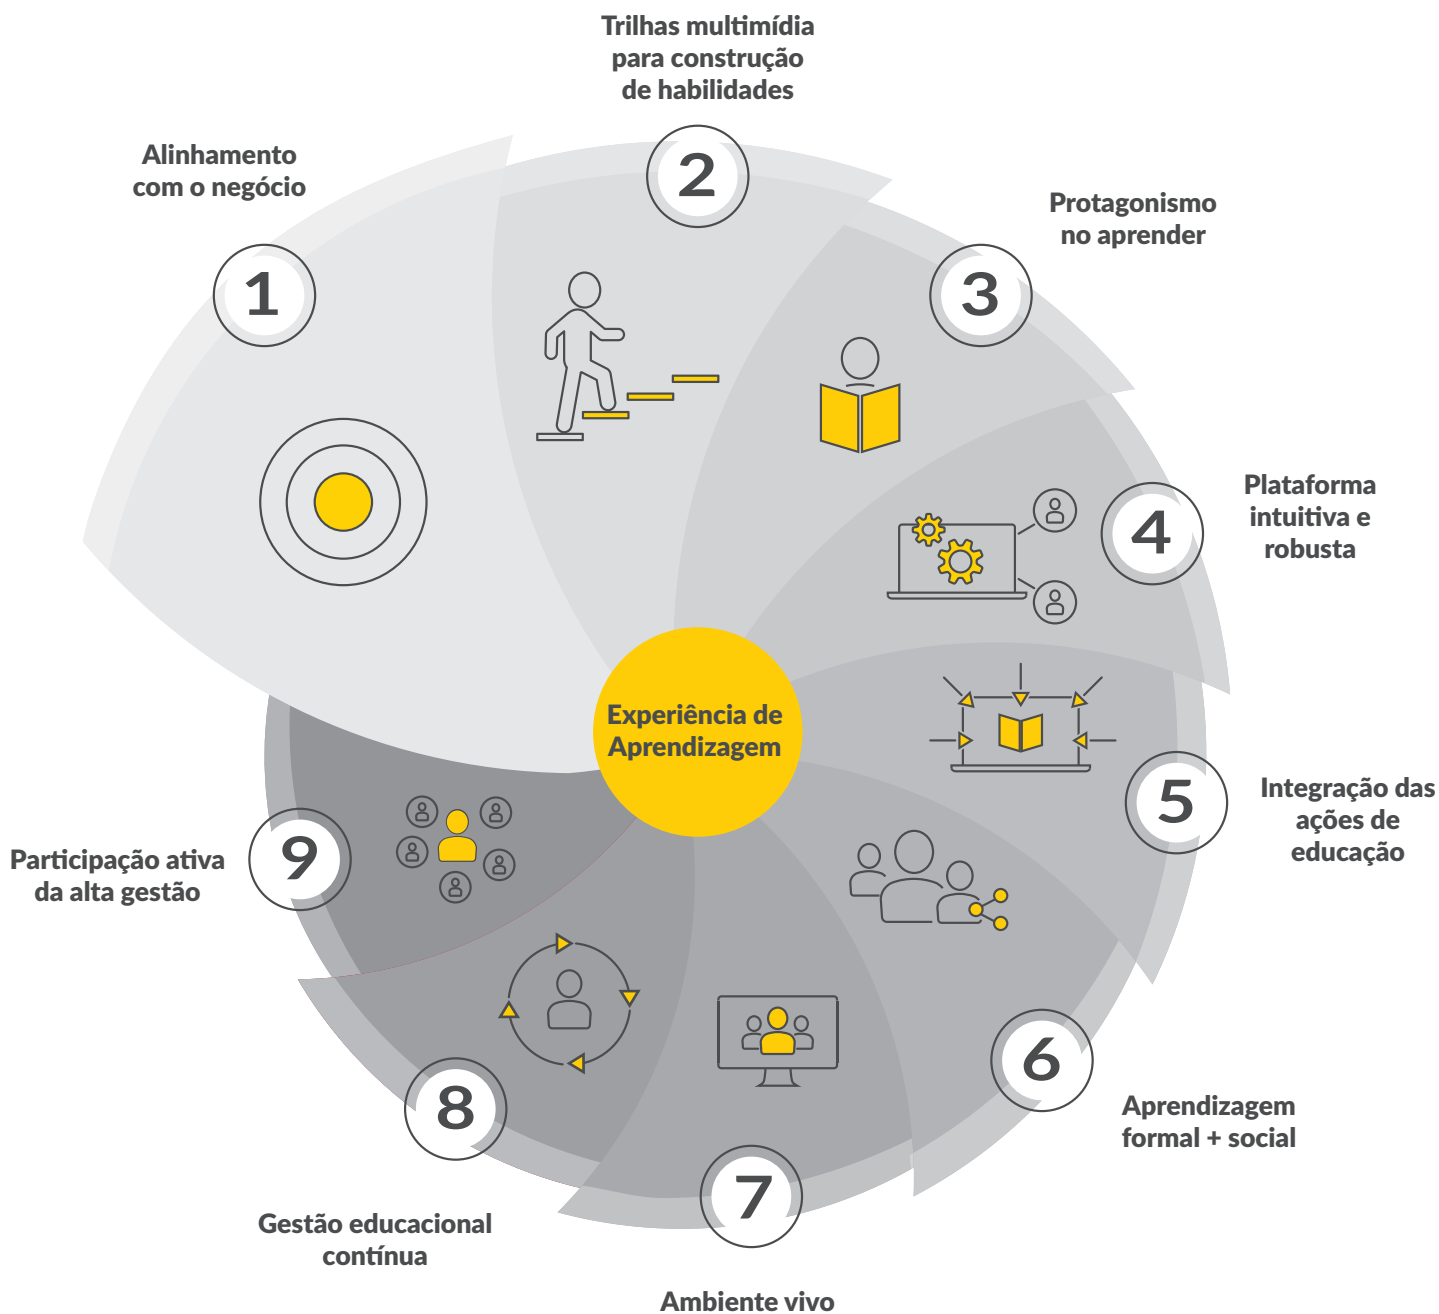 Alinhamento
com o negócio
1
Trilhas multimídia
para construção
de habilidades
2
Protagonismo
no aprender
3
Plataforma
intuitiva e
robusta
4
Integração das
ações de
educação
5
Aprendizagem
formal + social
6
Ambiente vivo
7
Gestão educacional
contínua
8
Participação ativa
da alta gestão
9
Experiência de
Aprendizagem